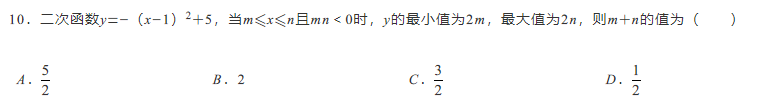 10．二次函数y=−（x−1）²+5，当m⩽x⩽n且mn＜0时，y的最小值为2m，最大值为2n，则m+n的值为（　　）
A．5/2　　B．2　　C．3/2　　D．1/2